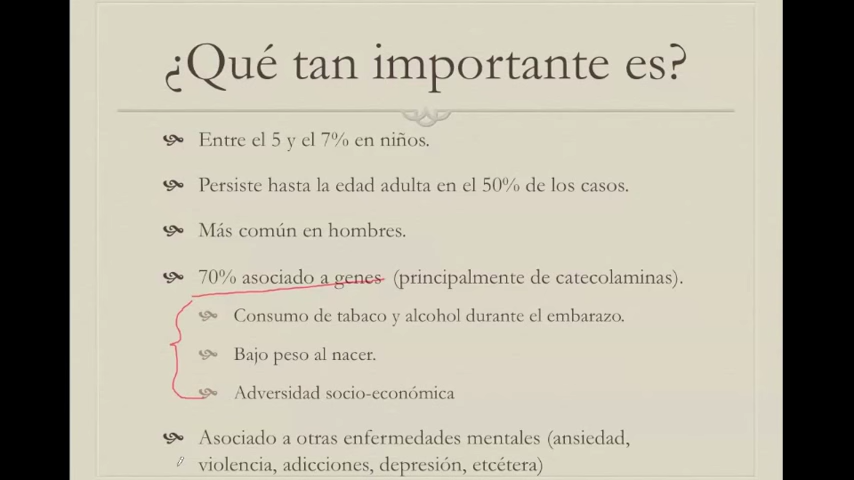 ¿Qué tan importante es?
Entre el 5 y el 7% en niños.
Persiste hasta la edad adulta en el 50% de los casos.
Más común en hombres.
70% asociado a genes (principalmente de catecolaminas).
Consumo de tabaco y alcohol durante el embarazo.
Bajo peso al nacer.
Adversidad socio-económica
Asociado a otras enfermedades mentales (ansiedad,
violencia, adicciones, depresión, etcétera)